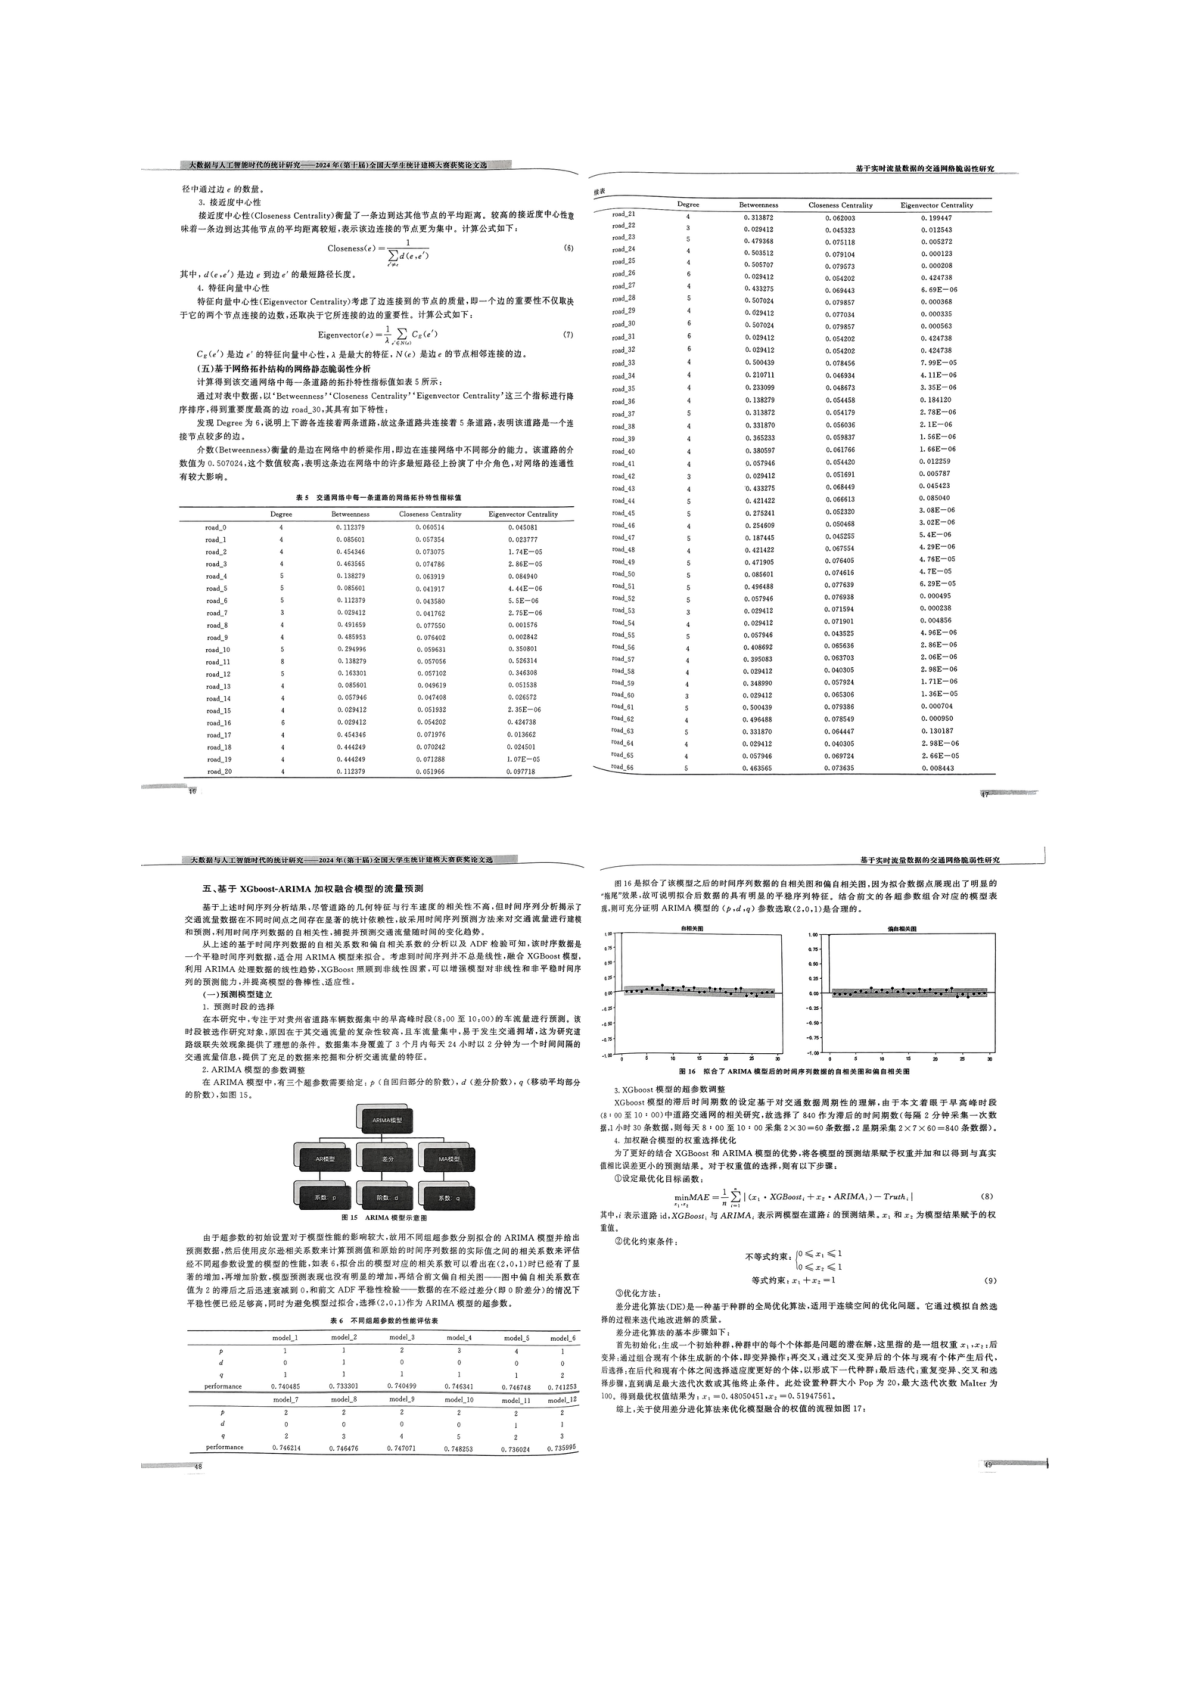 大数据与人工智能时代的统计研究——2024年(第十届)全国大学生统计建模大赛获奖论文选
径中通过边 e 的数量。
3. 接近度中心性
接近度中心性(Closeness Centrality)衡量了一条边到达其他节点的平均距离。较高的接近度中心性意
味着一条边到达其他节点的平均距离较短,表示该边连接的节点更为集中。计算公式如下:
Closeness(e) = 1 / ∑ d(e,e′) e′≠e (6)
其中, d(e,e′) 是边 e 到边 e′ 的最短路径长度。
4. 特征向量中心性
特征向量中心性(Eigenvector Centrality)考虑了边连接到的节点的质量,即一个边的重要性不仅取决
于它的两个节点连接的边数,还取决于它所连接的边的重要性。计算公式如下:
Eigenvector(e) = 1/λ ∑ e′∈N(e) C_E(e′) (7)
C_E(e′) 是边 e′ 的特征向量中心性, λ 是最大的特征, N(e) 是边 e 的节点相邻连接的边。
(五)基于网络拓扑结构的网络静态脆弱性分析
计算得到该交通网络中每一条道路的拓扑特性指标值如表 5 所示:
通过对表中数据,以‘Betweenness’‘Closeness Centrality’‘Eigenvector Centrality’这三个指标进行降
序排序,得到重要度最高的边 road_30,其具有如下特性:
发现 Degree 为 6,说明上下游各连接着两条道路,故这条道路共连接着 5 条道路,表明该道路是一个连
接节点较多的边。
介数(Betweenness)衡量的是边在网络中的桥梁作用,即边在连接网络中不同部分的能力。该道路的介
数值为 0.507024,这个数值较高,表明这条边在网络中的许多最短路径上扮演了中介角色,对网络的连通性
有较大影响。
表 5 交通网络中每一条道路的网络拓扑特性指标值
Degree Betweenness Closeness Centrality Eigenvector Centrality
road_0 4 0.112379 0.060514 0.045081
road_1 4 0.085601 0.057354 0.023777
road_2 4 0.454346 0.073075 1.74E−05
road_3 4 0.463565 0.074786 2.86E−05
road_4 5 0.138279 0.063919 0.084940
road_5 5 0.085601 0.041917 4.44E−06
road_6 5 0.112379 0.043580 5.5E−06
road_7 3 0.029412 0.041762 2.75E−06
road_8 4 0.491659 0.077550 0.001576
road_9 4 0.485953 0.076402 0.002842
road_10 5 0.294996 0.059631 0.350801
road_11 8 0.138279 0.057056 0.526314
road_12 5 0.163301 0.057102 0.346308
road_13 4 0.085601 0.049619 0.051538
road_14 4 0.057946 0.047408 0.026572
road_15 4 0.029412 0.051932 2.35E−06
road_16 6 0.029412 0.054202 0.424738
road_17 4 0.454346 0.071976 0.013662
road_18 4 0.444249 0.070242 0.024501
road_19 4 0.444249 0.071288 1.07E−05
road_20 4 0.112379 0.051966 0.097718
基于实时流量数据的交通网络脆弱性研究
续表
Degree Betweenness Closeness Centrality Eigenvector Centrality
road_21 4 0.313872 0.062003 0.199447
road_22 3 0.029412 0.045323 0.012543
road_23 5 0.479368 0.075118 0.005272
road_24 4 0.503512 0.079104 0.000123
road_25 4 0.505707 0.079573 0.000208
road_26 6 0.029412 0.054202 0.424738
road_27 4 0.433275 0.069443 6.69E−06
road_28 5 0.507024 0.079857 0.000368
road_29 4 0.029412 0.077034 0.000335
road_30 6 0.507024 0.079857 0.000563
road_31 6 0.029412 0.054202 0.424738
road_32 6 0.029412 0.054202 0.424738
road_33 4 0.500439 0.078456 7.99E−05
road_34 4 0.210711 0.046934 4.11E−06
road_35 4 0.233099 0.048673 3.35E−06
road_36 4 0.138279 0.054458 0.184120
road_37 5 0.313872 0.054179 2.78E−06
road_38 4 0.331870 0.056036 2.1E−06
road_39 4 0.365233 0.059837 1.56E−06
road_40 4 0.380597 0.061766 1.66E−06
road_41 4 0.057946 0.054420 0.012259
road_42 3 0.029412 0.051691 0.005787
road_43 4 0.433275 0.068449 0.045423
road_44 5 0.421422 0.066613 0.085040
road_45 5 0.275241 0.052320 3.08E−06
road_46 4 0.254609 0.050468 3.02E−06
road_47 5 0.187445 0.045255 5.4E−06
road_48 4 0.421422 0.067554 4.29E−06
road_49 5 0.471905 0.076405 4.76E−05
road_50 5 0.085601 0.074616 4.7E−05
road_51 5 0.496488 0.077639 6.29E−05
road_52 5 0.057946 0.076938 0.000495
road_53 3 0.029412 0.071594 0.000238
road_54 4 0.029412 0.071901 0.004856
road_55 5 0.057946 0.043525 4.96E−06
road_56 4 0.408692 0.065636 2.86E−06
road_57 4 0.395083 0.063703 2.06E−06
road_58 4 0.029412 0.040305 2.98E−06
road_59 4 0.348990 0.057924 1.71E−06
road_60 3 0.029412 0.065306 1.36E−05
road_61 5 0.500439 0.079386 0.000704
road_62 4 0.496488 0.078549 0.000950
road_63 5 0.331870 0.064447 0.130187
road_64 4 0.029412 0.040305 2.98E−06
road_65 4 0.057946 0.069724 2.66E−05
road_66 5 0.463565 0.073635 0.008443
47
大数据与人工智能时代的统计研究——2024年(第十届)全国大学生统计建模大赛获奖论文选
五、基于 XGboost-ARIMA 加权融合模型的流量预测
基于上述时间序列分析结果,尽管道路的几何特征与行车速度的相关性不高,但时间序列分析揭示了
交通流量数据在不同时间点之间存在显著的统计依赖性,故采用时间序列预测方法来对交通流量进行建模
和预测,利用时间序列数据的自相关性,捕捉并预测交通流量随时间的变化趋势。
从上述的基于时间序列数据的自相关系数和偏自相关系数的分析以及 ADF 检验可知,该时序数据是
一个平稳时间序列数据,适合用 ARIMA 模型来拟合。考虑到时间序列并不总是线性,融合 XGBoost 模型,
利用 ARIMA 处理数据的线性趋势,XGBoost 照顾到非线性因素,可以增强模型对非线性和非平稳时间序
列的预测能力,并提高模型的鲁棒性、适应性。
(一)预测模型建立
1. 预测时段的选择
在本研究中,专注于对贵州省道路车辆数据集中的早高峰时段(8:00 至 10:00)的车流量进行预测。该
时段被选作研究对象,原因在于其交通流量的复杂性较高,且车流量集中,易于发生交通拥堵,这为研究道
路级联失效现象提供了理想的条件。数据集本身覆盖了 3 个月内每天 24 小时以 2 分钟为一个时间间隔的
交通流量信息,提供了充足的数据来挖掘和分析交通流量的特征。
2. ARIMA 模型的参数调整
在 ARIMA 模型中,有三个超参数需要给定: p (自回归部分的阶数), d (差分阶数), q (移动平均部分
的阶数),如图 15。
ARIMA模型
AR模型 差分 MA模型
系数: p 阶数: d 系数: q
图 15 ARIMA 模型示意图
由于超参数的初始设置对于模型性能的影响较大,故用不同组超参数分别拟合的 ARIMA 模型并给出
预测数据,然后使用皮尔逊相关系数来计算预测值和原始的时间序列数据的实际值之间的相关系数来评估
经不同超参数设置的模型的性能,如表 6,拟合出的模型对应的相关系数可以看出在(2,0,1)时已经有了显
著的增加,再增加阶数,模型预测表现也没有明显的增加,再结合前文偏自相关图——图中偏自相关系数在
值为 2 的滞后之后迅速衰减到 0,和前文 ADF 平稳性检验——数据的在不经过差分(即 0 阶差分)的情况下
平稳性便已经足够高,同时为避免模型过拟合,选择(2,0,1)作为 ARIMA 模型的超参数。
表 6 不同组超参数的性能评估表
model_1 model_2 model_3 model_4 model_5 model_6
p 1 1 2 3 4 1
d 0 1 0 0 0 0
q 1 1 1 1 1 2
performance 0.740485 0.733301 0.740499 0.746341 0.746748 0.741253
model_7 model_8 model_9 model_10 model_11 model_12
p 2 2 2 2 2 2
d 0 0 0 0 1 1
q 2 3 4 5 2 3
performance 0.746214 0.746476 0.747071 0.748253 0.736024 0.735995
48
基于实时流量数据的交通网络脆弱性研究
图 16 是拟合了该模型之后的时间序列数据的自相关图和偏自相关图,因为拟合数据点展现出了明显的
“拖尾”效果,故可说明拟合后数据的具有明显的平稳序列特征。结合前文的各超参数组合对应的模型表
现,则可充分证明 ARIMA 模型的 (p,d,q) 参数选取(2,0,1)是合理的。
自相关图 偏自相关图
1.00 0.75 0.50 0.25 0.00 −0.25 −0.50 −0.75 −1.00
0 5 10 15 20 25 30
1.00 0.75 0.50 0.25 0.00 −0.25 −0.50 −0.75 −1.00
0 5 10 15 20 25 30
图 16 拟合了 ARIMA 模型后的时间序列数据的自相关图和偏自相关图
3. XGboost 模型的超参数调整
XGBoost 模型的滞后时间期数的设定基于对交通数据周期性的理解,由于本文着眼于早高峰时段
(8:00 至 10:00)中道路交通网的相关研究,故选择了 840 作为滞后的时间期数(每隔 2 分钟采集一次数
据,1 小时 30 条数据,则每天 8:00 至 10:00 采集 2×30=60 条数据,2 星期采集 2×7×60=840 条数据)。
4. 加权融合模型的权重选择优化
为了更好的结合 XGBoost 和 ARIMA 模型的优势,将各模型的预测结果赋予权重并加和以得到与真实
值相比误差更小的预测结果。对于权重值的选择,则有以下步骤:
①设定最优化目标函数:
min x₁,x₂ MAE = 1/n ∑ i=1 n |(x₁·XGBoostᵢ + x₂·ARIMAᵢ) − Truthᵢ| (8)
其中,i 表示道路 id,XGBoostᵢ 与 ARIMAᵢ 表示两模型在道路 i 的预测结果。x₁ 和 x₂ 为模型结果赋予的权
重值。
②优化约束条件:
不等式约束: {0≤x₁≤1
0≤x₂≤1
等式约束: x₁+x₂=1 (9)
③优化方法:
差分进化算法(DE)是一种基于种群的全局优化算法,适用于连续空间的优化问题。它通过模拟自然选
择的过程来迭代地改进解的质量。
差分进化算法的基本步骤如下:
首先初始化:生成一个初始种群,种群中的每个个体都是问题的潜在解,这里指的是一组权重 x₁,x₂;后
变异:通过组合现有个体生成新的个体,即变异操作;再交叉:通过交叉变异后的个体与现有个体产生后代,
后选择:在后代和现有个体之间选择适应度更好的个体,以形成下一代种群;最后迭代:重复变异、交叉和选
择步骤,直到满足最大迭代次数或其他终止条件。此处设置种群大小 Pop 为 20,最大迭代次数 MaIter 为
100。得到最优权值结果为: x₁=0.48050451,x₂=0.51947561。
综上,关于使用差分进化算法来优化模型融合的权值的流程如图 17:
49